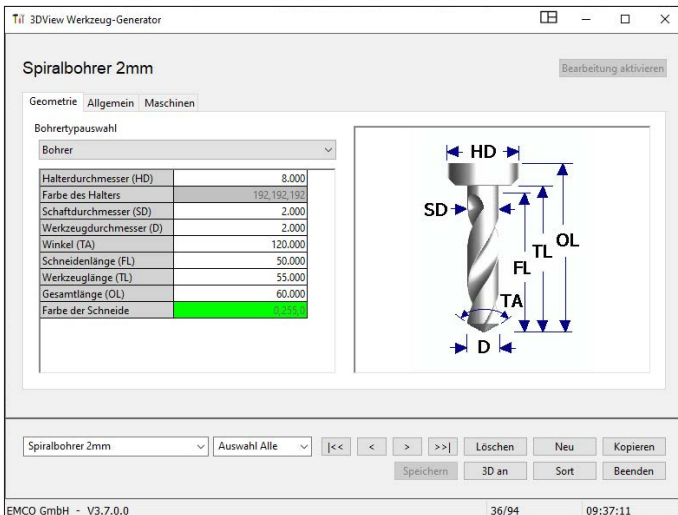 3DView Werkzeug-Generator
Spiralbohrer 2mm
Bearbeitung aktivieren
Geometrie Allgemein Maschinen
Bohrertypauswahl
Bohrer
Halterdurchmesser (HD) 8.000
Farbe des Halters 192,192,192
Schaftdurchmesser (SD) 2.000
Werkzeugdurchmesser (D) 2.000
Winkel (TA) 120.000
Schneidenlänge (FL) 50.000
Werkzeuglänge (TL) 55.000
Gesamtlänge (OL) 60.000
Farbe der Schneide 0,255,0
HD
SD
OL
TL
FL
TA
D
Spiralbohrer 2mm Auswahl Alle |<< < > >>| Löschen Neu Kopieren
Speichern 3D an Sort Beenden
EMCO GmbH - V3.7.0.0 36/94 09:37:11